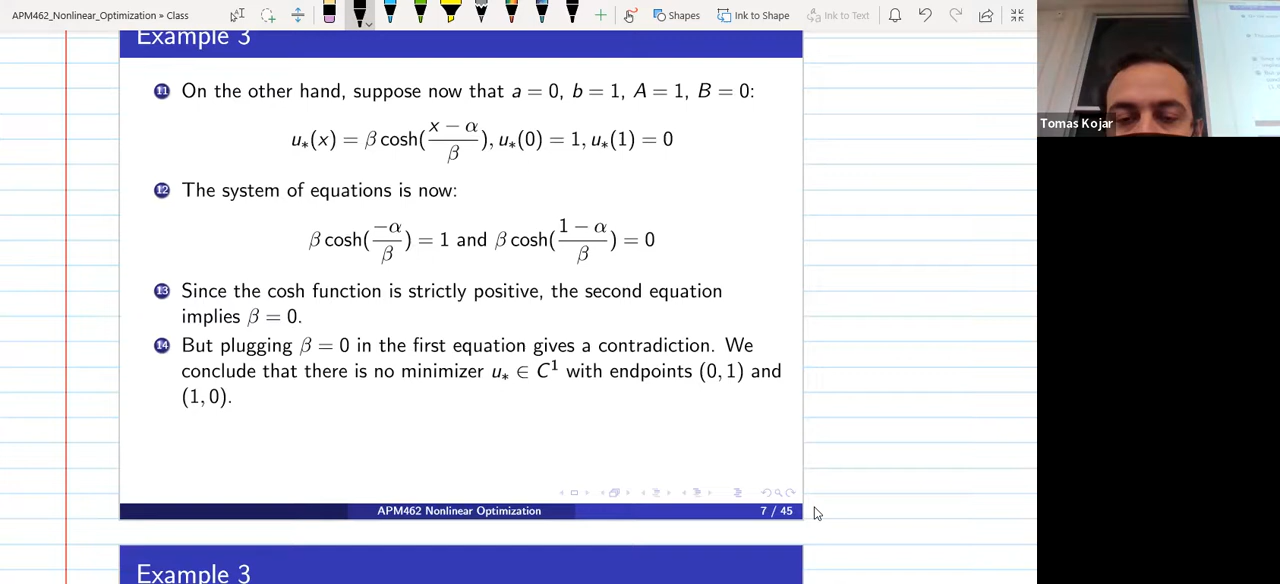 APM462_Nonlinear_Optimization » Class
Shapes
Ink to Shape
Ink to Text
Example 3
Tomas Kojar
11 On the other hand, suppose now that a = 0, b = 1, A = 1, B = 0:
u∗(x) = β cosh((x − α)/β), u∗(0) = 1, u∗(1) = 0
12 The system of equations is now:
β cosh(−α/β) = 1 and β cosh((1 − α)/β) = 0
13 Since the cosh function is strictly positive, the second equation
implies β = 0.
14 But plugging β = 0 in the first equation gives a contradiction. We
conclude that there is no minimizer u∗ ∈ C¹ with endpoints (0, 1) and
(1, 0).
APM462 Nonlinear Optimization
7 / 45
Example 3